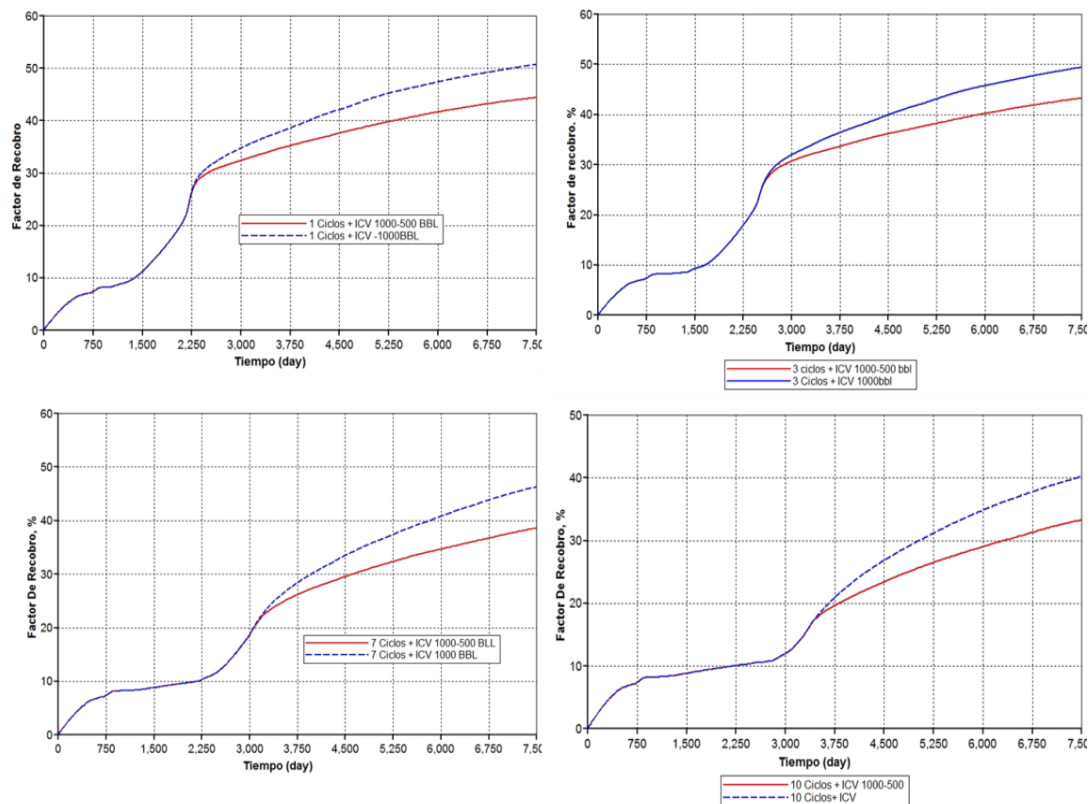 Factor de Recobro
60
50
40
30
20
10
0
1 Ciclos + ICV 1000-500 BBL
1 Ciclos + ICV -1000BBL
0 750 1,500 2,250 3,000 3,750 4,500 5,250 6,000 6,750 7,50
Tiempo (day)
Factor de recobro, %
60
50
40
30
20
10
0
0 750 1,500 2,250 3,000 3,750 4,500 5,250 6,000 6,750 7,50
Tiempo (day)
3 ciclos + ICV 1000-500 bbl
3 Ciclos + ICV 1000bbl
Factor De Recobro, %
60
50
40
30
20
10
0
7 Ciclos + ICV 1000-500 BLL
7 Ciclos + ICV 1000 BBL
0 750 1,500 2,250 3,000 3,750 4,500 5,250 6,000 6,750 7,50
Tiempo (day)
Factor de Recobro, %
50
40
30
20
10
0
0 750 1,500 2,250 3,000 3,750 4,500 5,250 6,000 6,750 7,50
Tiempo (day)
10 Ciclos + ICV 1000-500
10 Ciclos+ ICV